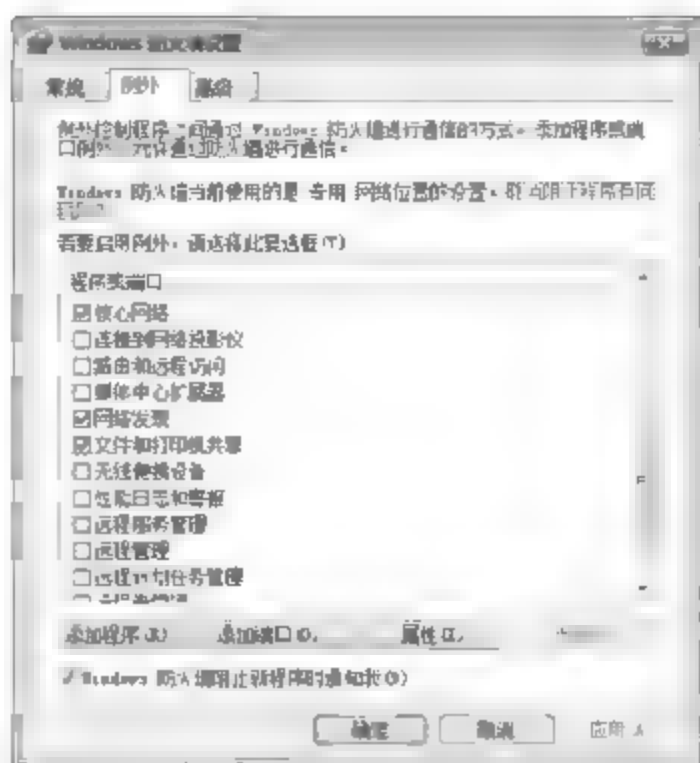 Windows 防火墙设置
常规 例外 高级
例外控制程序如何通过 Windows 防火墙进行通信的方式。添加程序或端
口例外 允许通过防火墙进行通信。
Windows 防火墙当前使用的是 专用 网络位置的设置。
若要启用例外，请选择此复选框(T)
程序或端口
核心网络
连接到网络投影仪
路由和远程访问
媒体中心扩展器
网络发现
文件和打印机共享
无线便携设备
性能日志和警报
远程服务管理
远程管理
远程计划任务管理
添加程序(R) 添加端口(O). 属性(I).
Windows 防火墙阻止新程序时通知我(B)
确定 取消 应用(A